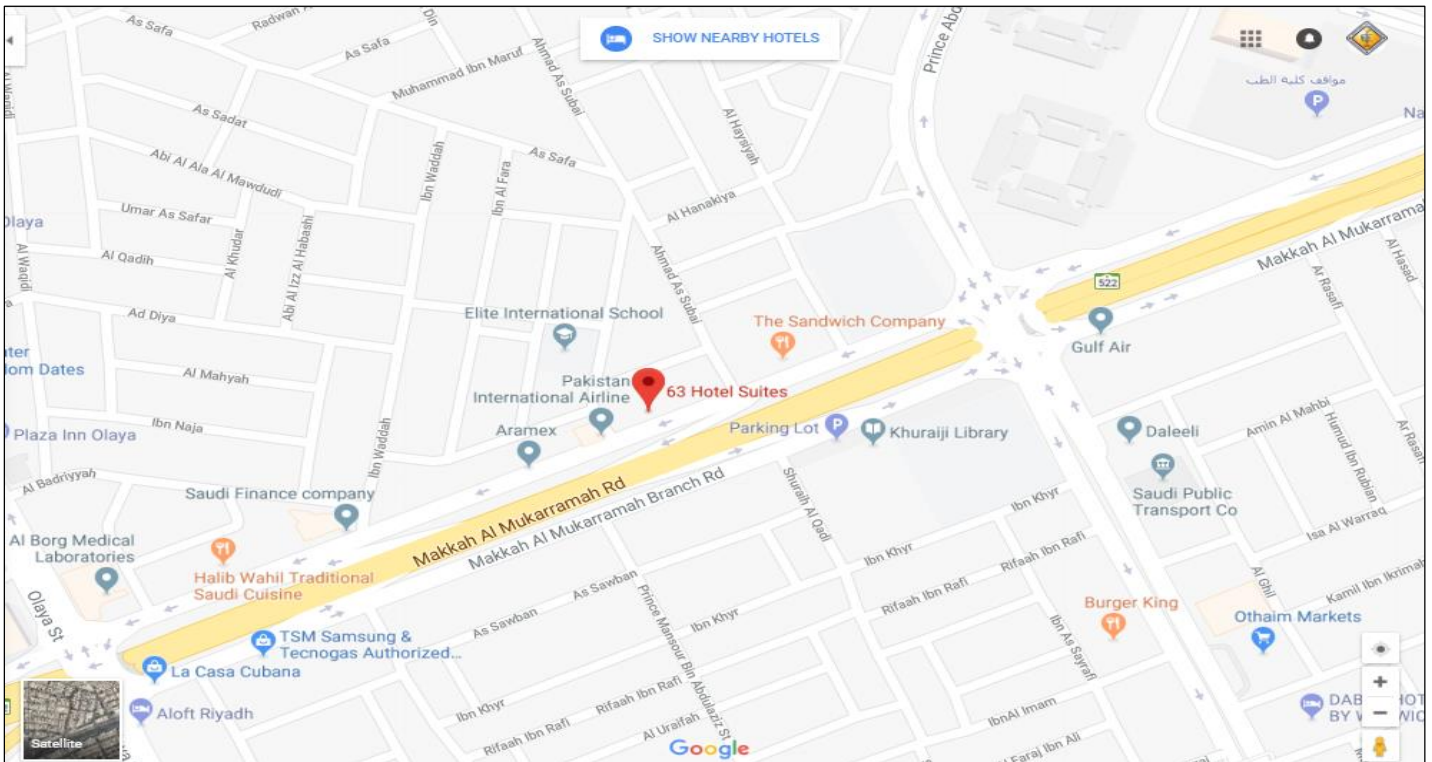 SHOW NEARBY HOTELS
As Safa
Muhammad Ibn Maruf
As Safa
Ahmad As Subai
Prince Abd
مواقف كلية الطب
As Sadat
Abi Al Ala Al Mawdudi
Ibn Waddah
Ibn Al Fara
As Safa
Al Haysiyah
Umar As Safar
Al Hanakiya
Al Waqidi
Al Qadih
Al Khudar
Abi Al Izz Al Habashi
Ahmad As Subai
Makkah Al Mukarramah
Ar Rasafi
Al Hasad
522
Ad Diya
Elite International School
The Sandwich Company
Gulf Air
Al Mahyah
Pakistan
International Airline
63 Hotel Suites
Plaza Inn Olaya
Ibn Naja
Ibn Waddah
Aramex
Parking Lot
Khuraiji Library
Daleeli
Amin Al Mahbi
Humud Ibn Rubian
Ar Rasafi
Al Badriyyah
Saudi Finance company
Makkah Al Mukarramah Rd
Makkah Al Mukarramah Branch Rd
Shuraih Al Qadi
Ibn Khyr
Saudi Public
Transport Co
Isa Al Warraq
Al Borg Medical
Laboratories
Halib Wahil Traditional
Saudi Cuisine
As Sawban
As Sawban
Prince Mansour Bin Abdulaziz St
Ibn Khyr
Ibn Khyr
Rifaah Ibn Rafi
Rifaah Ibn Rafi
Al Ghil
Kamil Ibn Ikrimah
Olaya St
TSM Samsung &
Tecnogas Authorized...
Burger King
Othaim Markets
La Casa Cubana
Ibn As Sayrafi
Aloft Riyadh
Ibn Khyr
Rifaah Ibn Rafi
Rifaah Ibn Rafi
Al Uraifah
IbnAl Imam
Faraj Ibn Ali
Satellite
Google